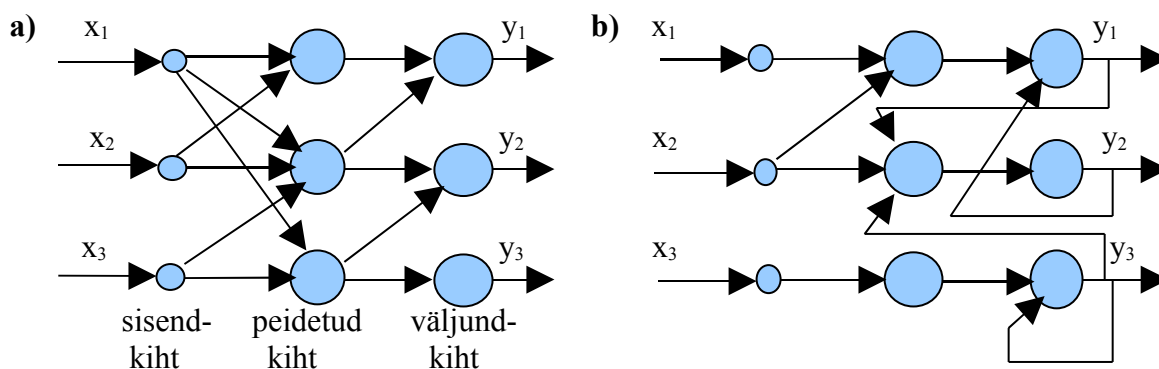 a)
x1
y1
x2
y2
x3
y3
sisend-
kiht
peidetud
kiht
väljund-
kiht
b)
x1
y1
x2
y2
x3
y3